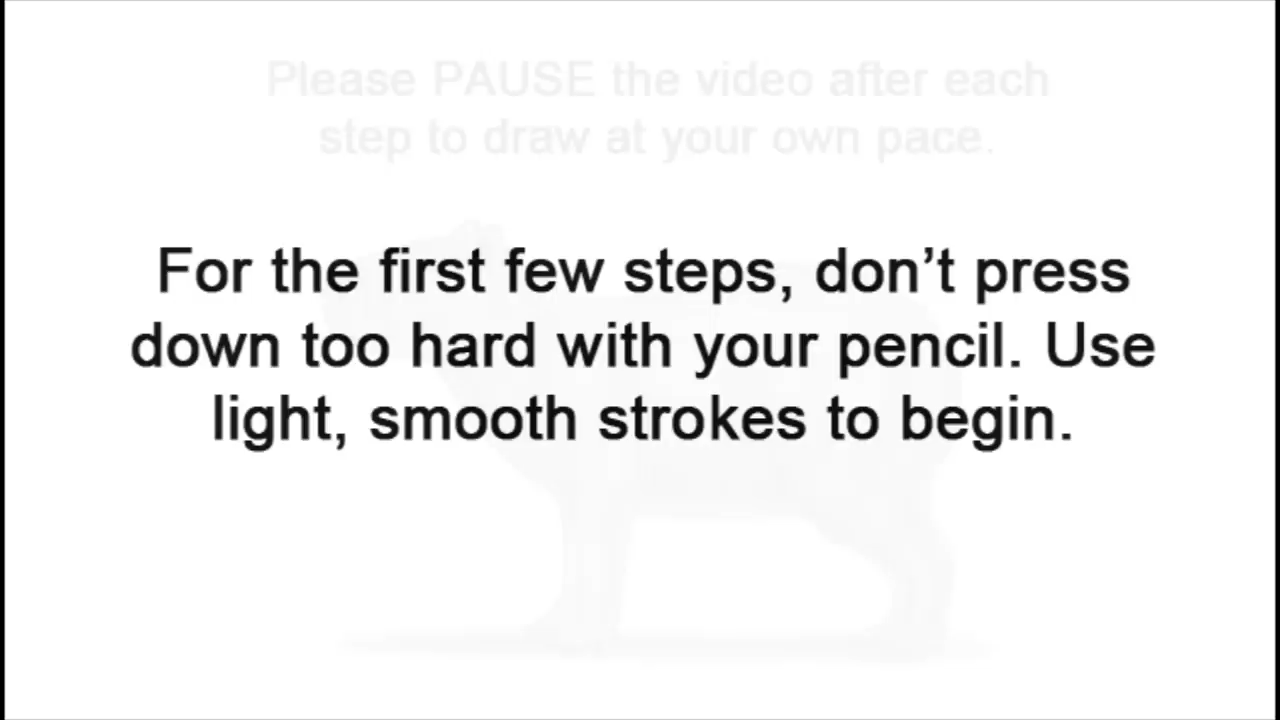 Please PAUSE the video after each
step to draw at your own pace.
For the first few steps, don’t press
down too hard with your pencil. Use
light, smooth strokes to begin.